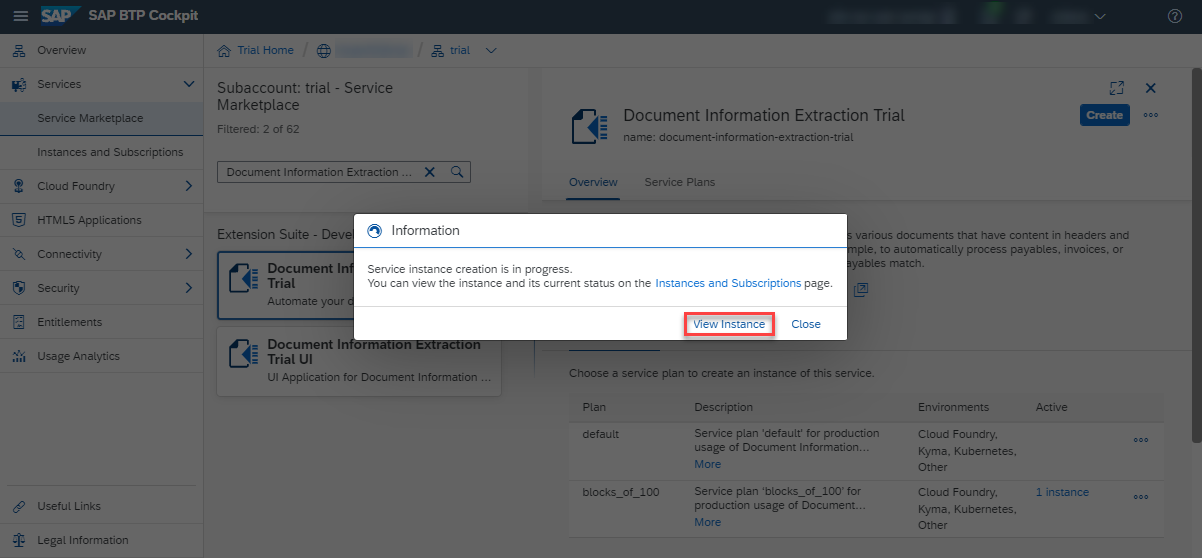 SAP
SAP BTP Cockpit
Overview
Services
Service Marketplace
Instances and Subscriptions
Cloud Foundry
HTML5 Applications
Connectivity
Security
Entitlements
Usage Analytics
Useful Links
Legal Information
Trial Home /
/ trial
Subaccount: trial - Service
Marketplace
Filtered: 2 of 62
Document Information Extraction ...
Extension Suite - Devel
Document Inf
Trial
Automate your d
Document Information Extraction
Trial UI
UI Application for Document Information ...
Document Information Extraction Trial
name: document-information-extraction-trial
Create
Overview
Service Plans
s various documents that have content in headers and
mple, to automatically process payables, invoices, or
ayables match.
Information
Service instance creation is in progress.
You can view the instance and its current status on the Instances and Subscriptions page.
View Instance
Close
Choose a service plan to create an instance of this service.
Plan Description Environments Active
default Service plan 'default' for production Cloud Foundry,
usage of Document Information... Kyma, Kubernetes,
More Other
blocks_of_100 Service plan 'blocks_of_100' for Cloud Foundry, 1 instance
production usage of Document... Kyma, Kubernetes,
More Other